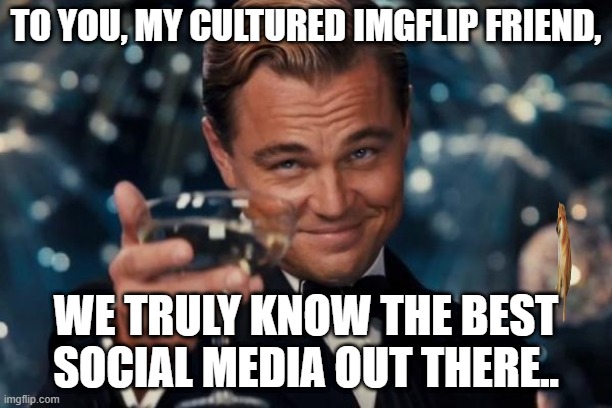 TO YOU, MY CULTURED IMGFLIP FRIEND,
WE TRULY KNOW THE BEST
SOCIAL MEDIA OUT THERE..
imgflip.com